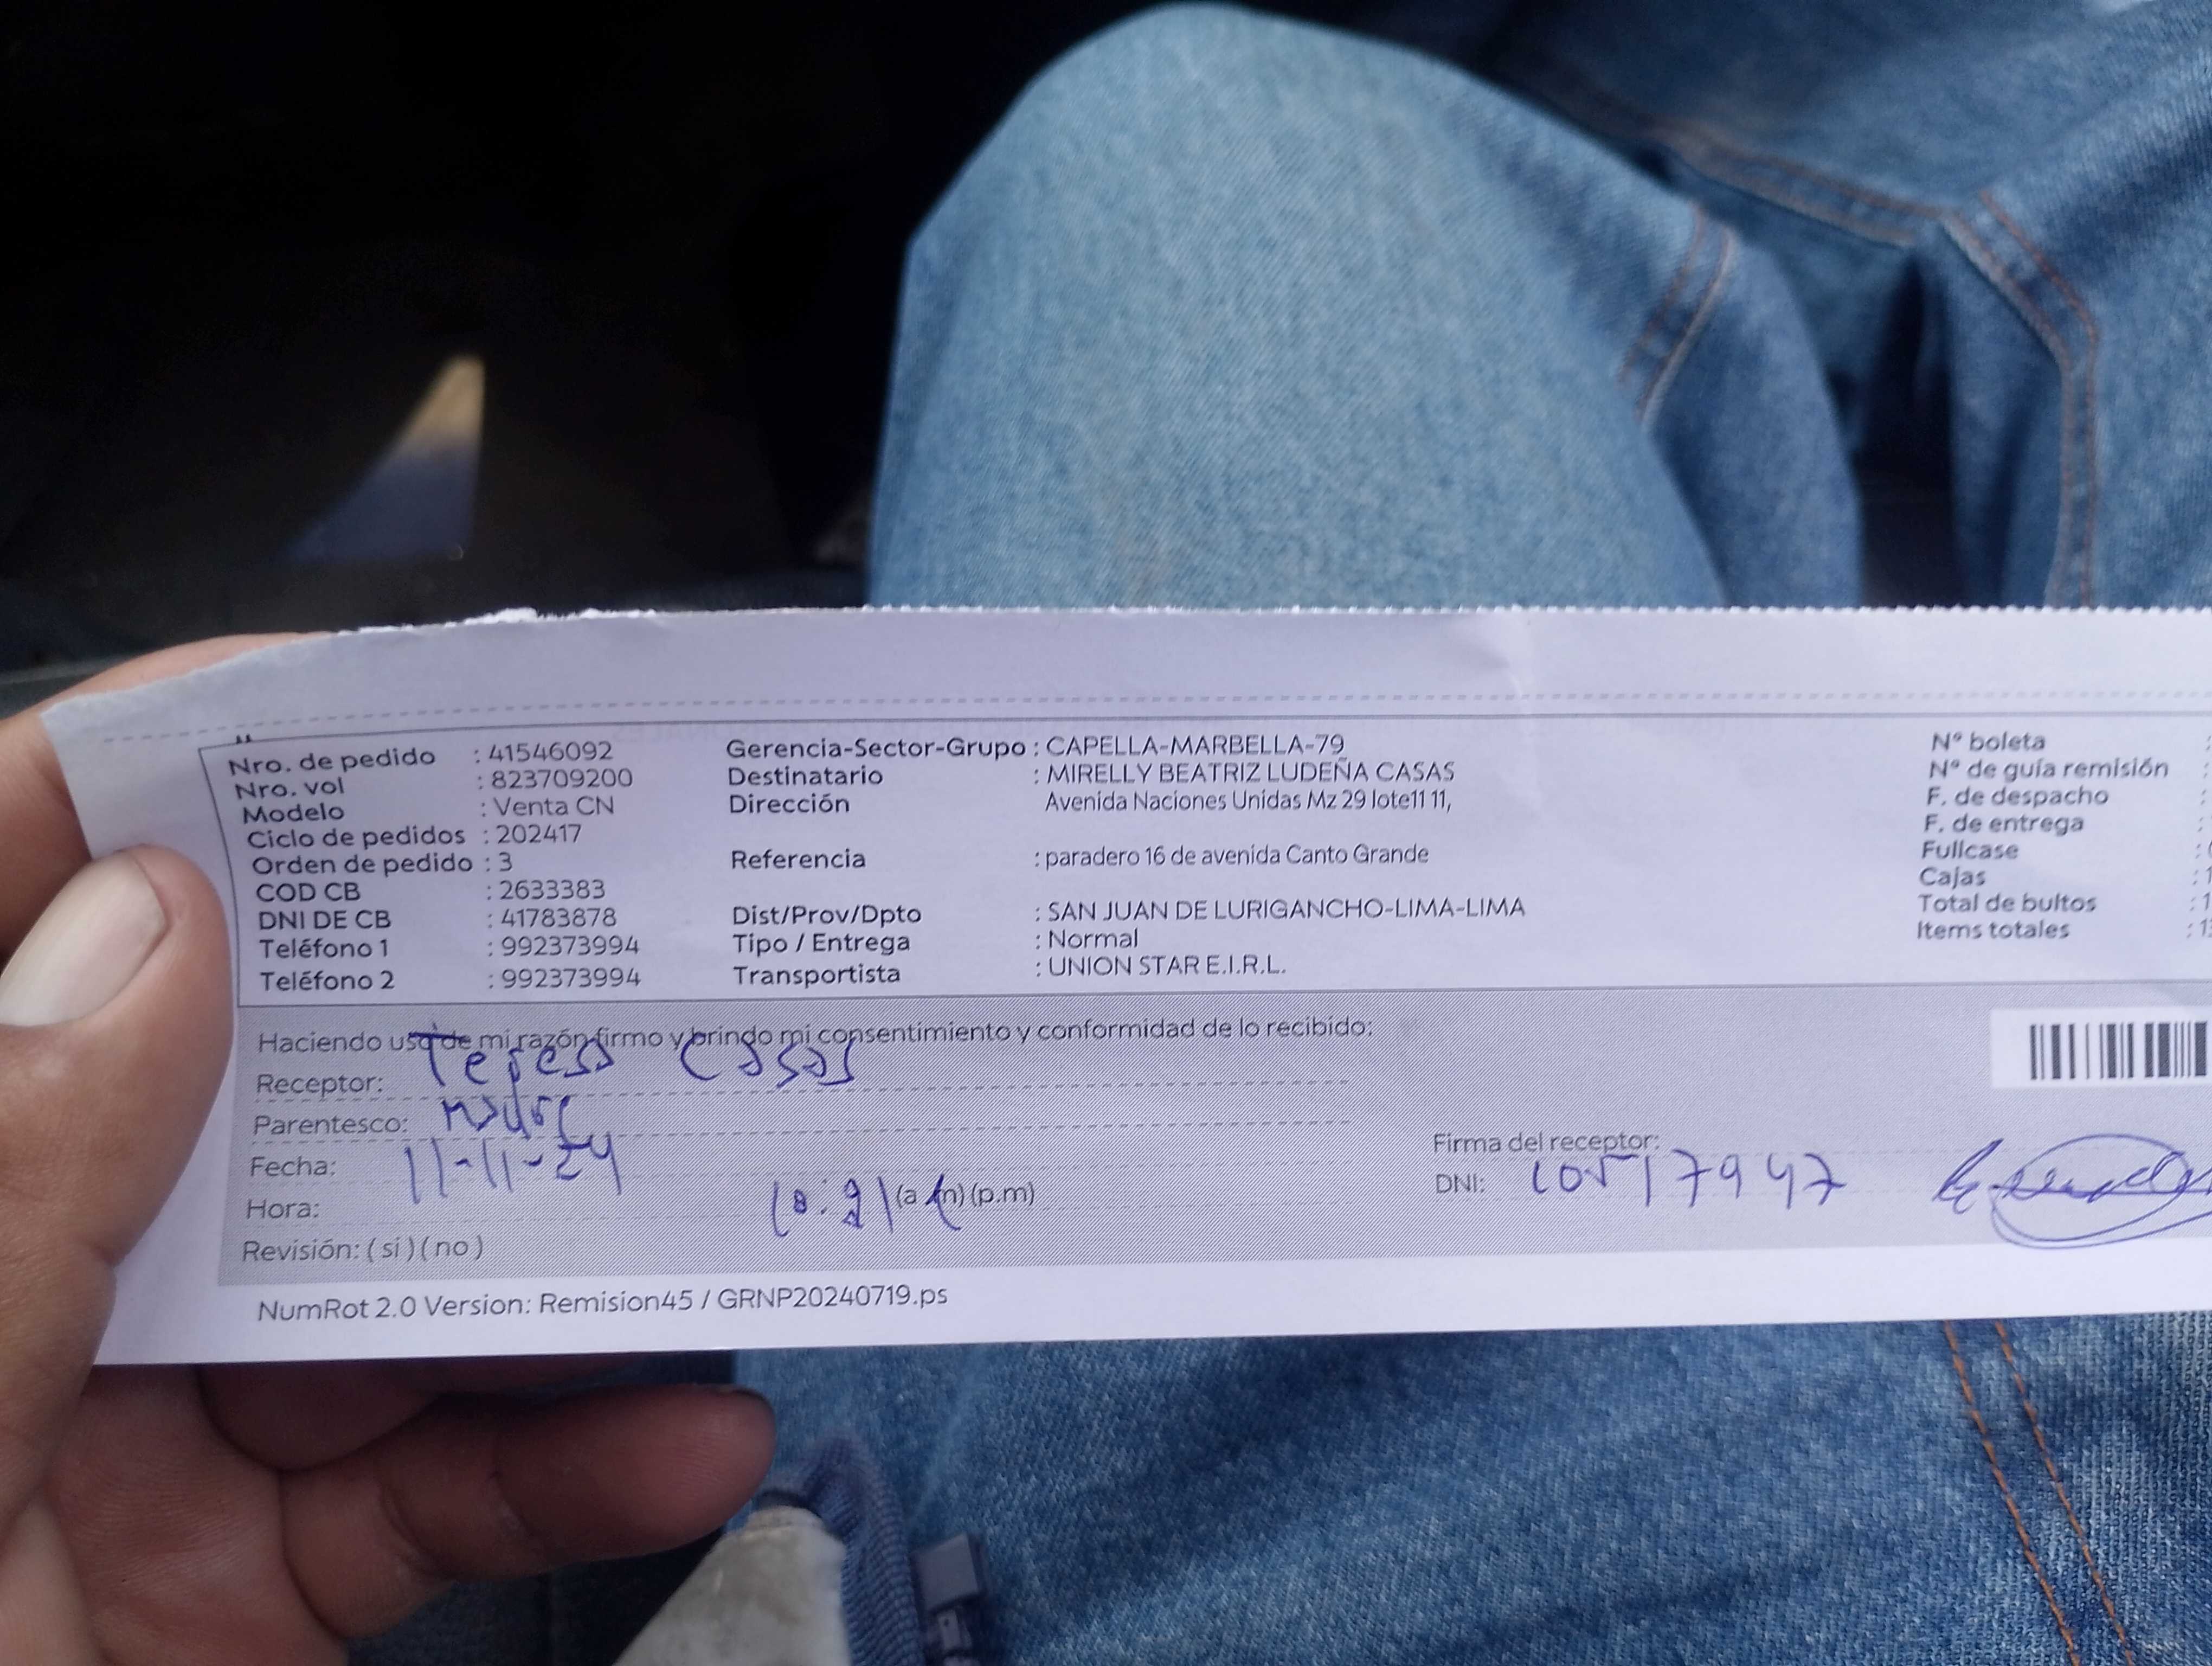 Nro. de pedido : 41546092
Nro. vol : 823709200
Modelo : Venta CN
Ciclo de pedidos : 202417
Orden de pedido : 3
COD CB : 2633383
DNI DE CB : 41783878
Teléfono 1 : 992373994
Teléfono 2 : 992373994
Gerencia-Sector-Grupo : CAPELLA-MARBELLA-79
Destinatario : MIRELLY BEATRIZ LUDEÑA CASAS
Dirección Avenida Naciones Unidas Mz 29 lote11 11,
Referencia : paradero 16 de avenida Canto Grande
Dist/Prov/Dpto : SAN JUAN DE LURIGANCHO-LIMA-LIMA
Tipo / Entrega : Normal
Transportista : UNION STAR E.I.R.L.
N° boleta :
N° de guía remisión :
F. de despacho :
F. de entrega :
Fullcase :
Cajas : 1
Total de bultos : 1
Items totales : 1
Haciendo uso de mi razón firmo y brindo mi consentimiento y conformidad de lo recibido:
Receptor: Teresa Casas
Parentesco: madre
Fecha: 11-11-24
Hora: (a.m) (p.m)
Revisión: ( si ) ( no )
Firma del receptor:
DNI: 10517947
NumRot 2.0 Version: Remision45 / GRNP20240719.ps